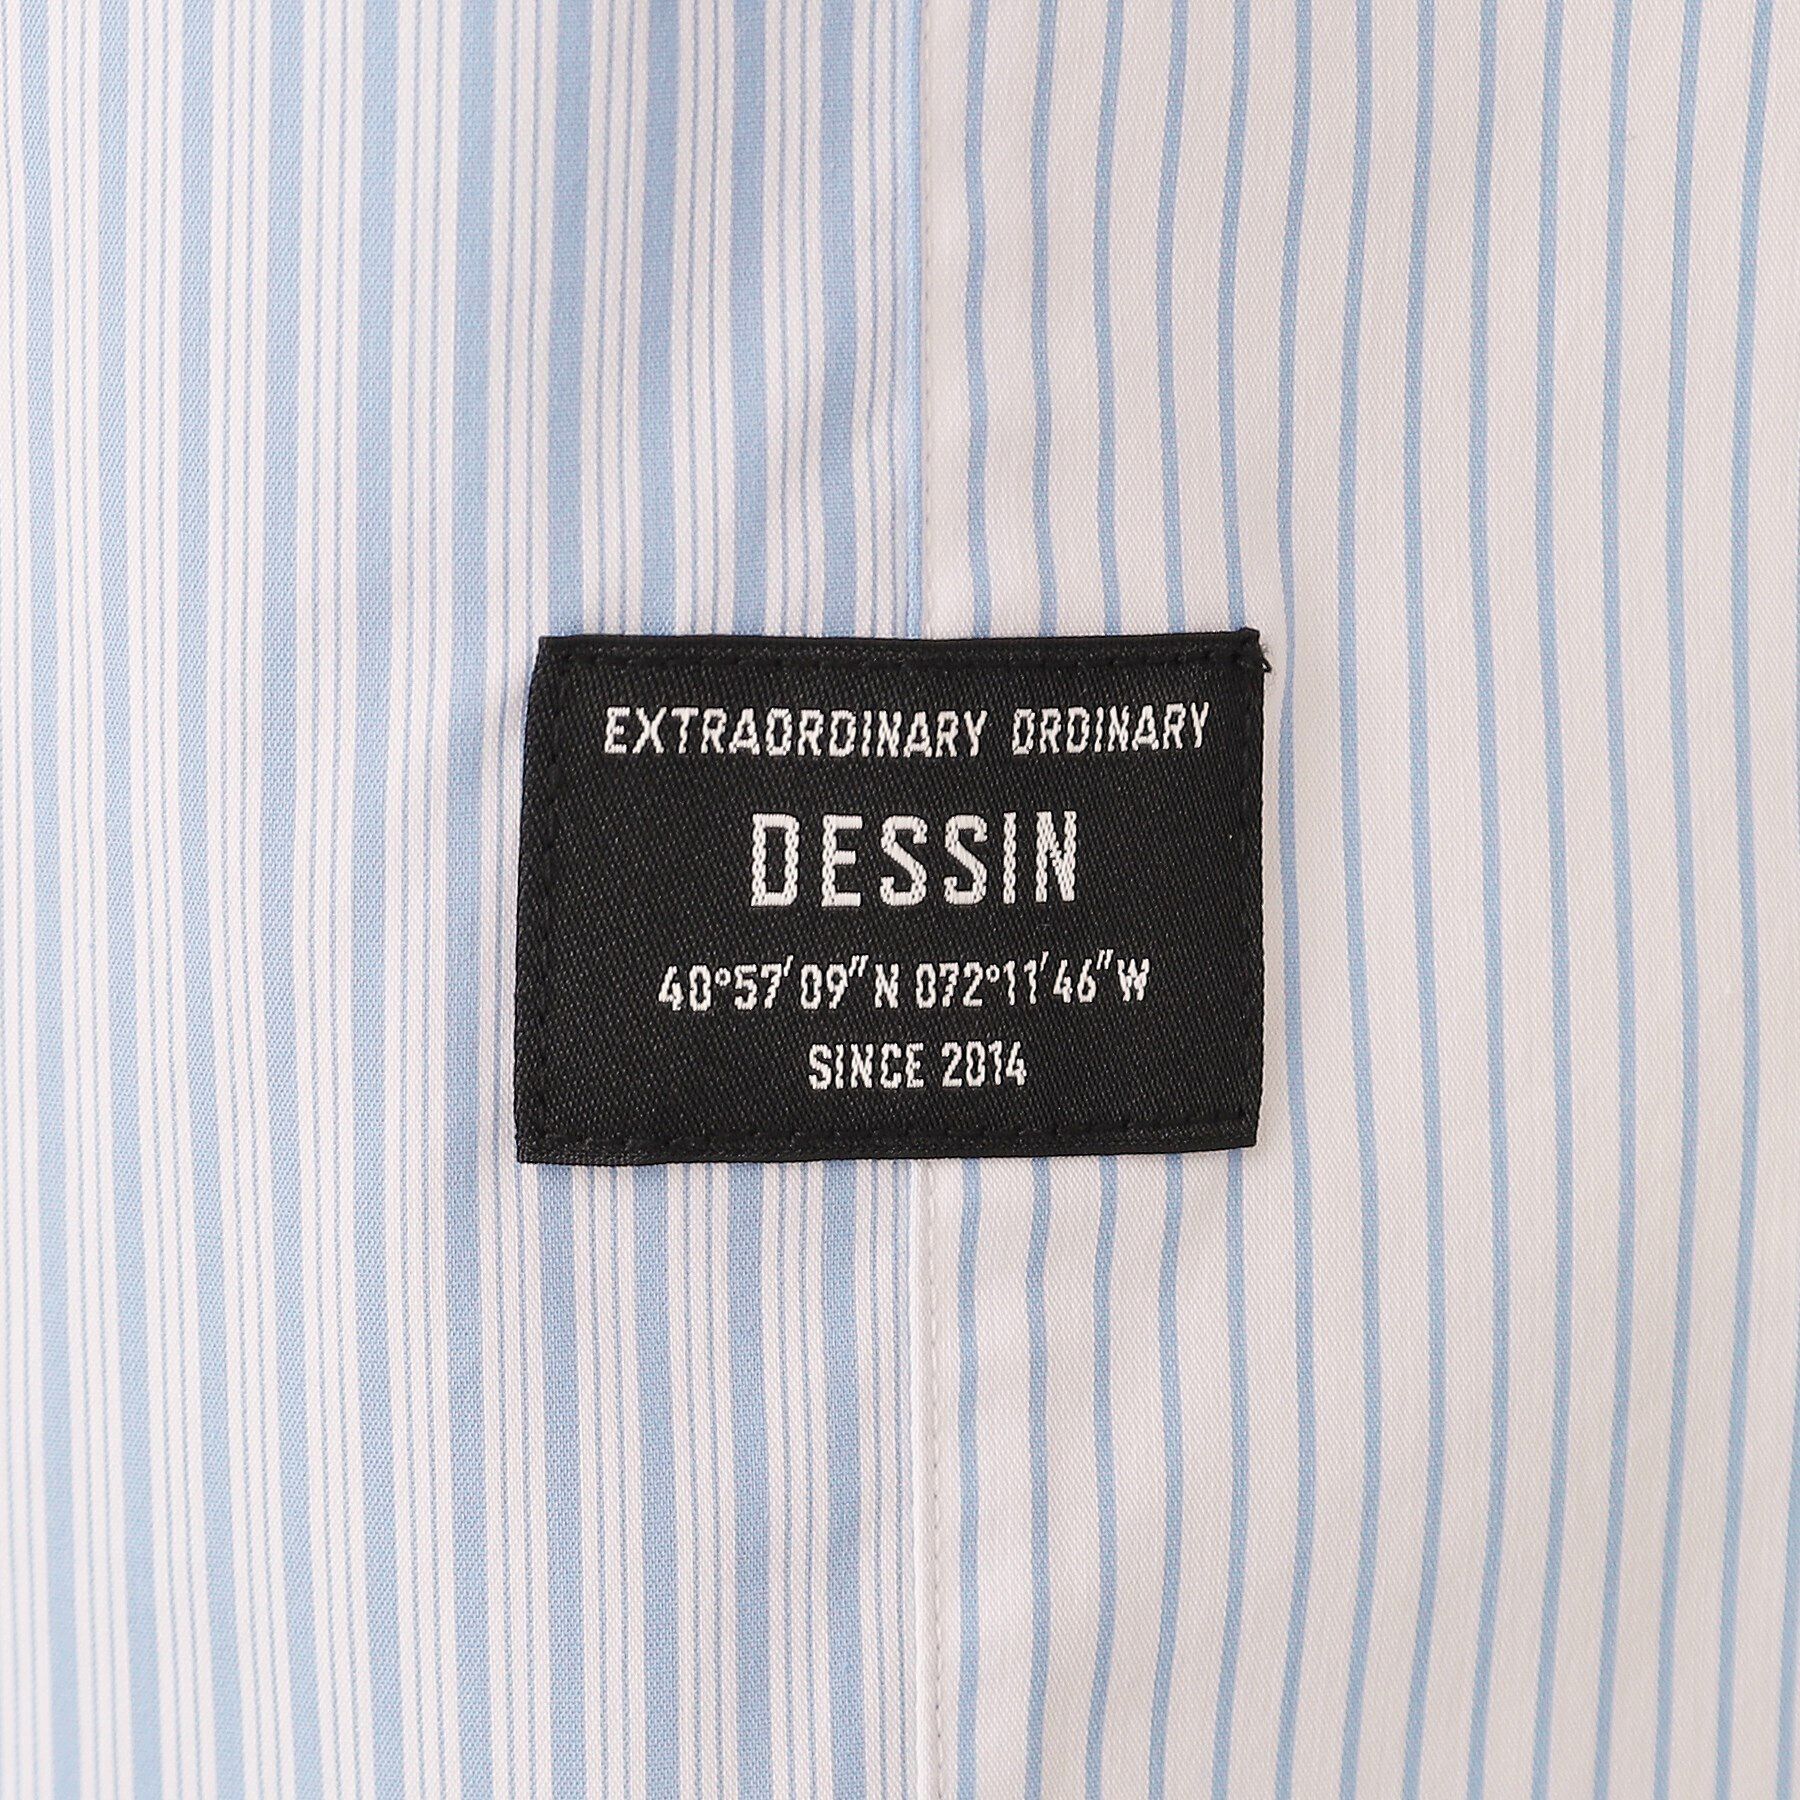 EXTRAORDINARY ORDINARY
DESSIN
40°57′09″N 072°11′46″W
SINCE 2014